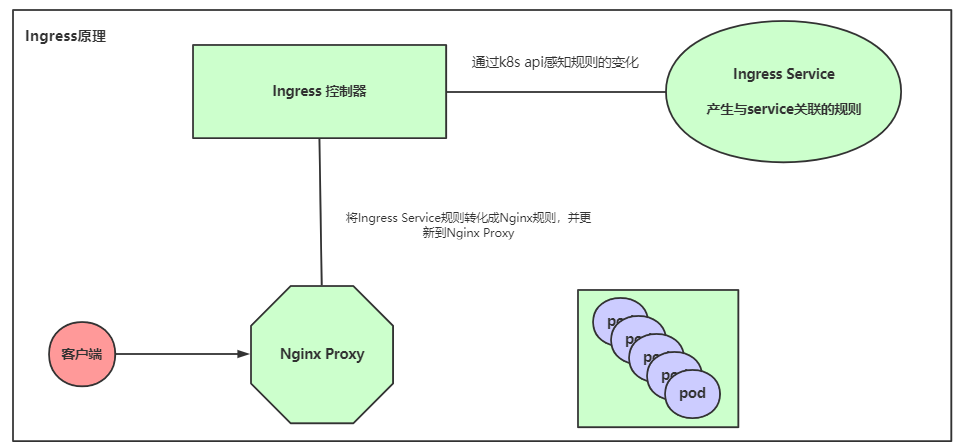 Ingress原理
通过k8s api感知规则的变化
Ingress Service
Ingress 控制器
产生与service关联的规则
将Ingress Service规则转化成Nginx规则，并更
新到Nginx Proxy
pod
pod
pod
pod
pod
客户端
Nginx Proxy